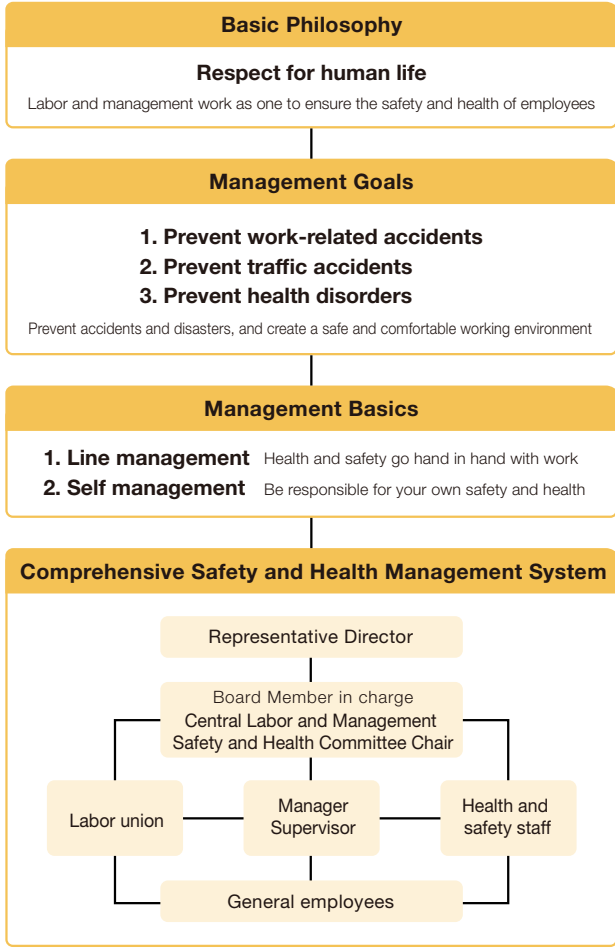 Basic Philosophy
Respect for human life
Labor and management work as one to ensure the safety and health of employees
Management Goals
1. Prevent work-related accidents
2. Prevent traffic accidents
3. Prevent health disorders
Prevent accidents and disasters, and create a safe and comfortable working environment
Management Basics
1. Line management Health and safety go hand in hand with work
2. Self management Be responsible for your own safety and health
Comprehensive Safety and Health Management System
Representative Director
Board Member in charge
Central Labor and Management
Safety and Health Committee Chair
Labor union
Manager
Supervisor
Health and
safety staff
General employees